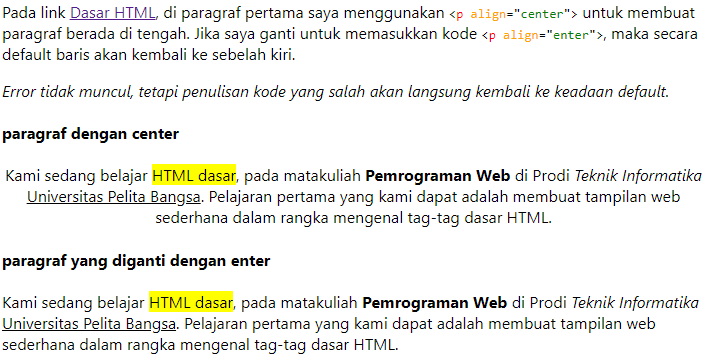 Pada link Dasar HTML, di paragraf pertama saya menggunakan <p align="center"> untuk membuat
paragraf berada di tengah. Jika saya ganti untuk memasukkan kode <p align="enter">, maka secara
default baris akan kembali ke sebelah kiri.
Error tidak muncul, tetapi penulisan kode yang salah akan langsung kembali ke keadaan default.
paragraf dengan center
Kami sedang belajar HTML dasar, pada matakuliah Pemrograman Web di Prodi Teknik Informatika
Universitas Pelita Bangsa. Pelajaran pertama yang kami dapat adalah membuat tampilan web
sederhana dalam rangka mengenal tag-tag dasar HTML.
paragraf yang diganti dengan enter
Kami sedang belajar HTML dasar, pada matakuliah Pemrograman Web di Prodi Teknik Informatika
Universitas Pelita Bangsa. Pelajaran pertama yang kami dapat adalah membuat tampilan web
sederhana dalam rangka mengenal tag-tag dasar HTML.